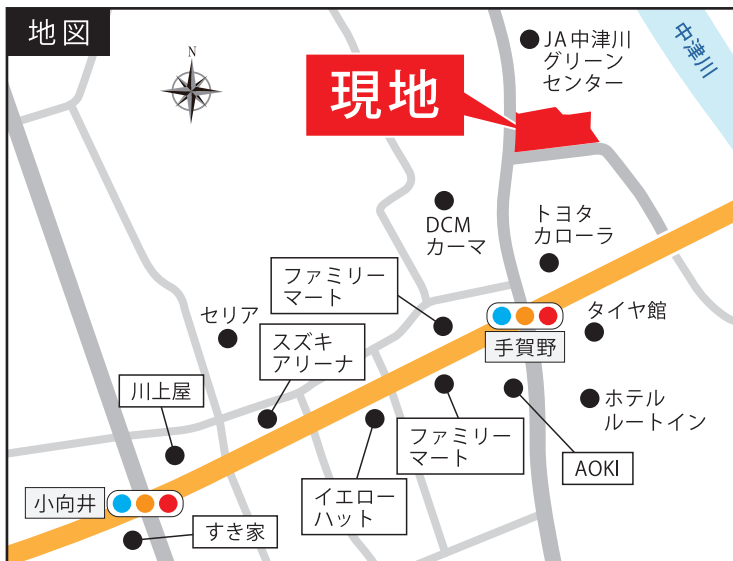 地図
N
JA中津川
グリーン
センター
中津川
現地
DCM
カーマ
トヨタ
カローラ
ファミリー
マート
セリア
スズキ
アリーナ
手賀野
タイヤ館
川上屋
ファミリー
マート
ホテル
ルートイン
AOKI
小向井
イエロー
ハット
すき家